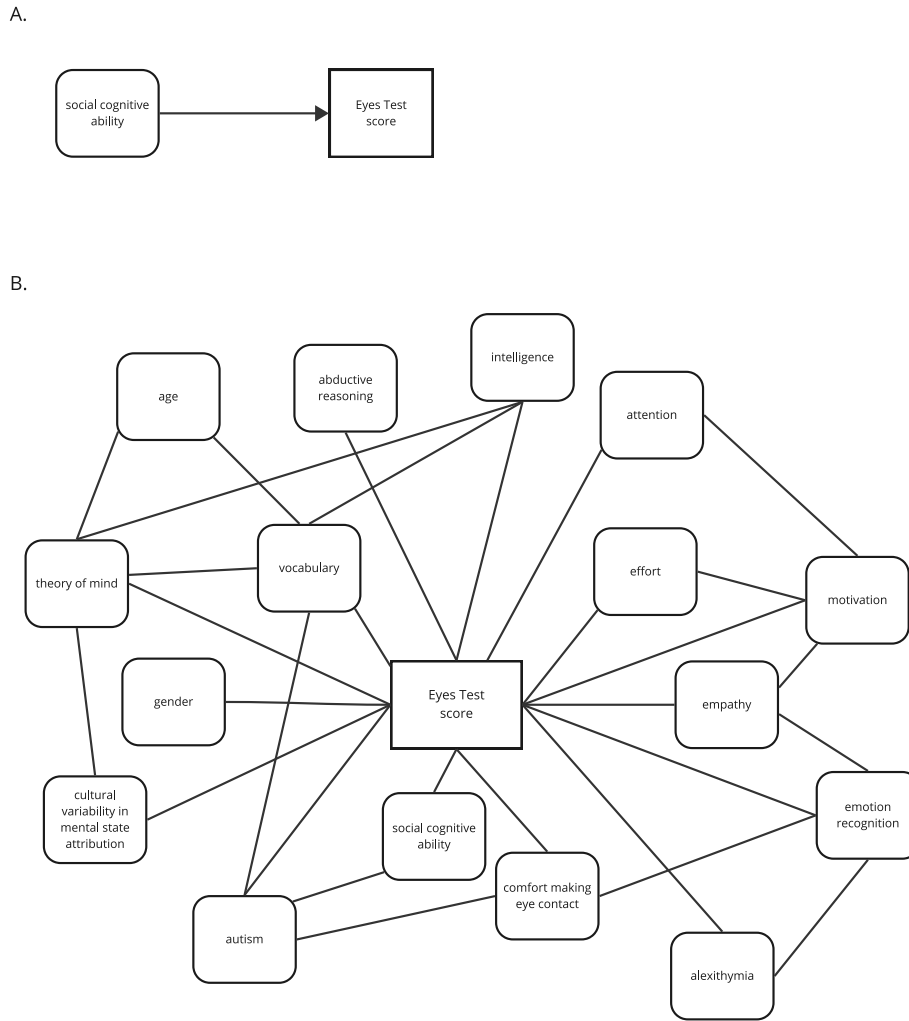 A.
social cognitive
ability
Eyes Test
score
B.
intelligence
abductive
reasoning
age
attention
theory of mind
vocabulary
effort
motivation
gender
Eyes Test
score
empathy
cultural
variability in
mental state
attribution
social cognitive
ability
emotion
recognition
comfort making
eye contact
autism
alexithymia